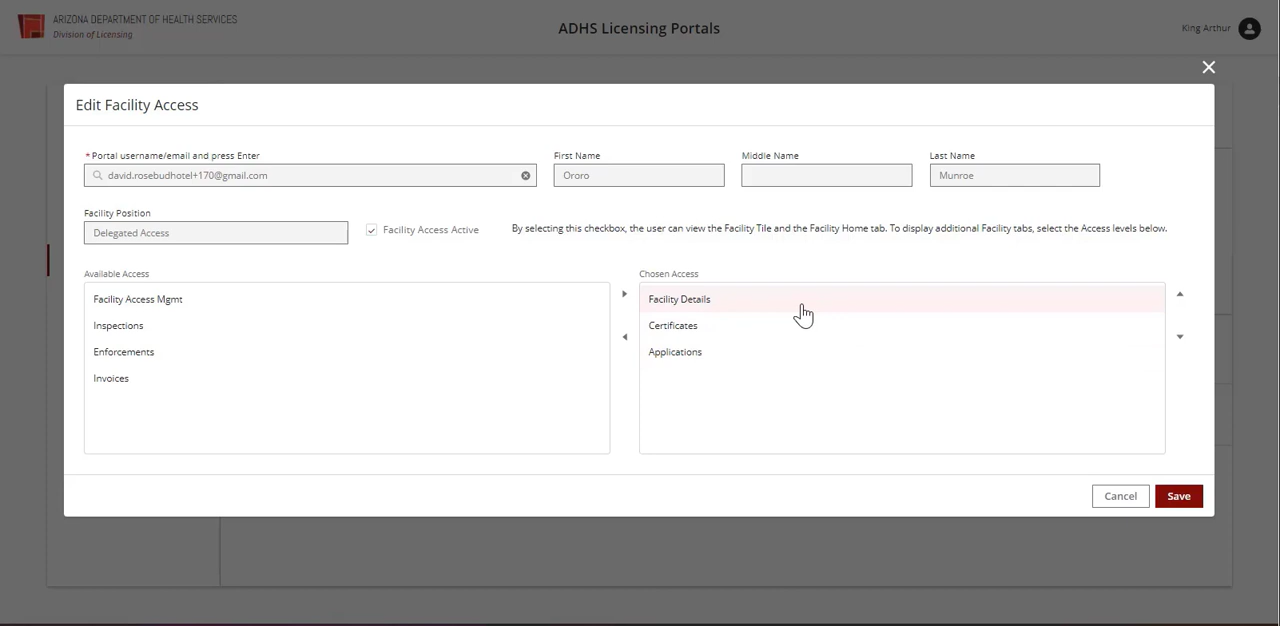 ARIZONA DEPARTMENT OF HEALTH SERVICES
Division of Licensing
ADHS Licensing Portals
King Arthur
Edit Facility Access
*Portal username/email and press Enter
First Name
Middle Name
Last Name
david.rosebudhotel+170@gmail.com
Ororo
Munroe
Facility Position
Delegated Access
Facility Access Active
By selecting this checkbox, the user can view the Facility Tile and the Facility Home tab. To display additional Facility tabs, select the Access levels below.
Available Access
Facility Access Mgmt
Inspections
Enforcements
Invoices
Chosen Access
Facility Details
Certificates
Applications
Cancel
Save